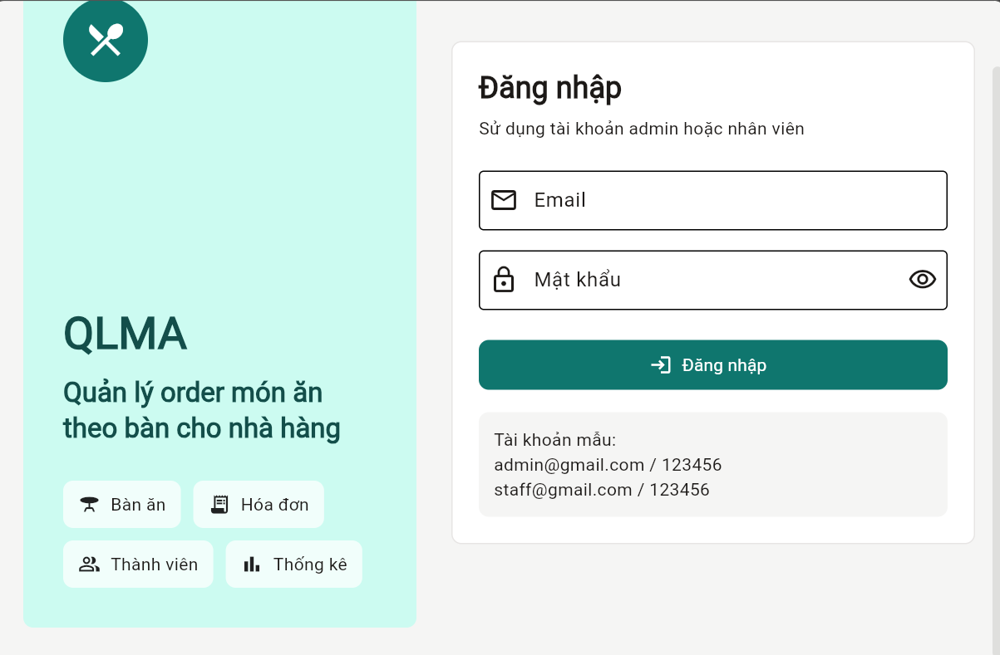 QLMA
Quản lý order món ăn
theo bàn cho nhà hàng
Bàn ăn
Hóa đơn
Thành viên
Thống kê
Đăng nhập
Sử dụng tài khoản admin hoặc nhân viên
Email
Mật khẩu
Đăng nhập
Tài khoản mẫu:
admin@gmail.com / 123456
staff@gmail.com / 123456